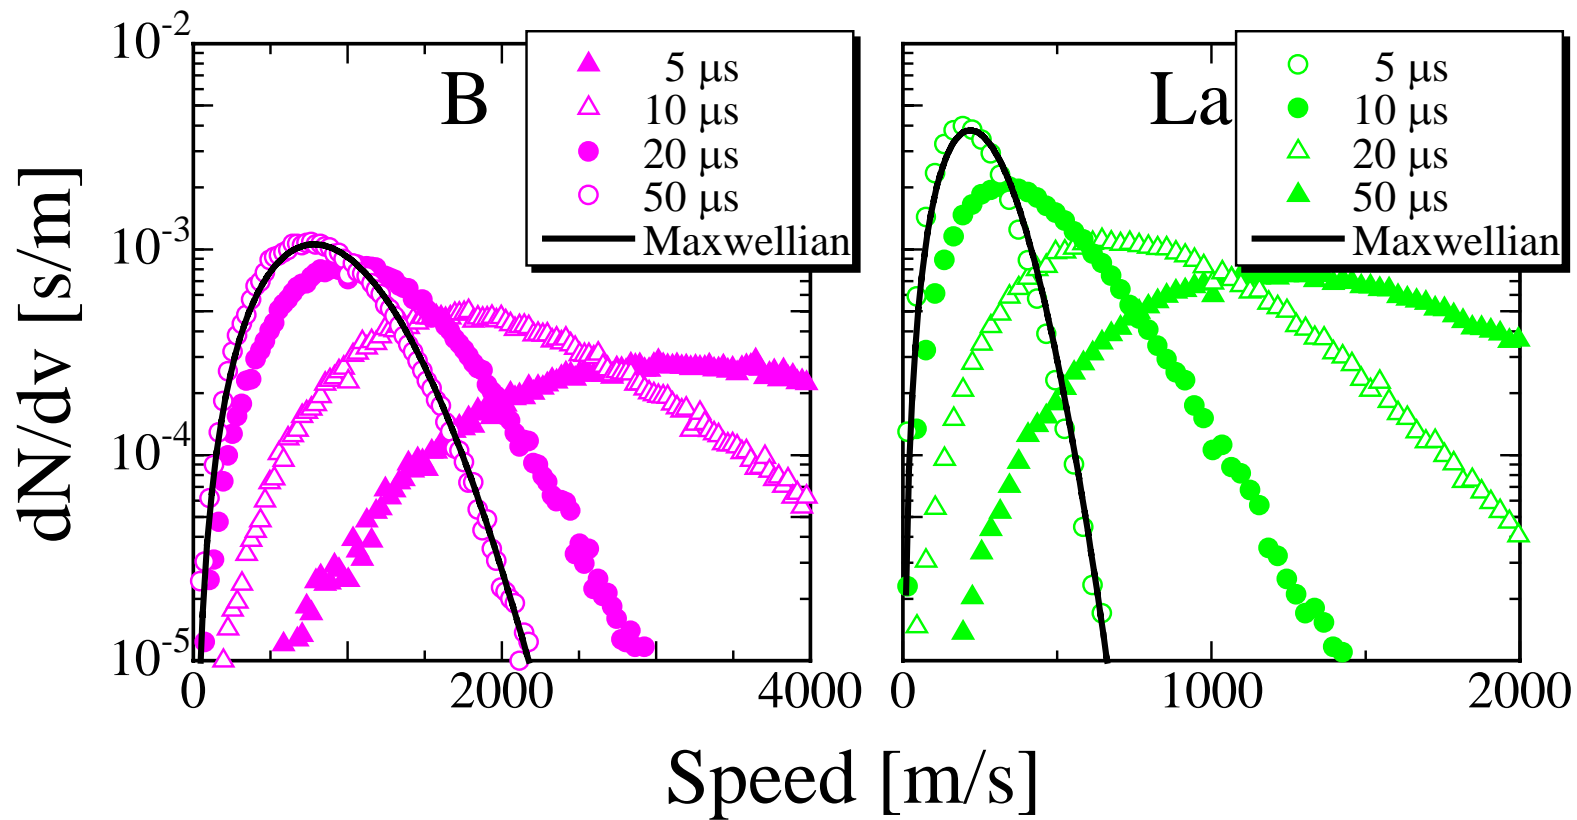 dN/dv [s/m]
10-2
10-3
10-4
10-5
B
5 μs
10 μs
20 μs
50 μs
Maxwellian
0
2000
4000
La
5 μs
10 μs
20 μs
50 μs
Maxwellian
0
1000
2000
Speed [m/s]